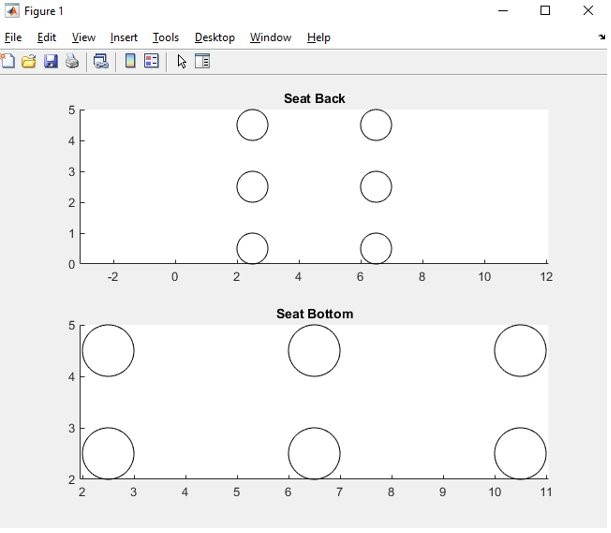 Figure 1
File Edit View Insert Tools Desktop Window Help
Seat Back
5
4
3
2
1
0
-2 0 2 4 6 8 10 12
Seat Bottom
5
4
3
2
2 3 4 5 6 7 8 9 10 11